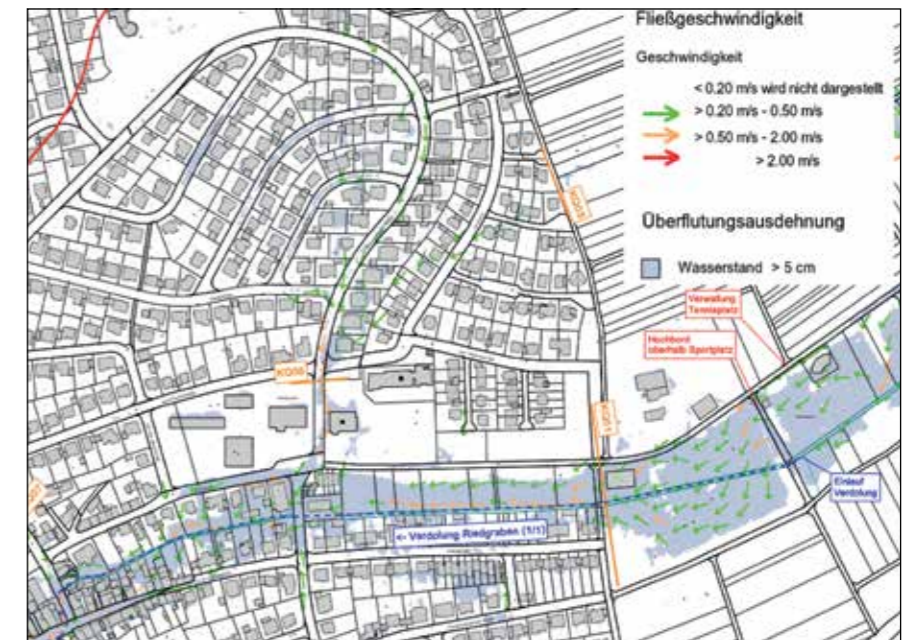 Fließgeschwindigkeit
Geschwindigkeit
< 0.20 m/s wird nicht dargestellt
> 0.20 m/s - 0.50 m/s
> 0.50 m/s - 2.00 m/s
> 2.00 m/s
Überflutungsausdehnung
Wasserstand > 5 cm
Verwallung
Tennisplatz
Hochbord
oberhalb Sportplatz
Einlauf
Verdolung
<- Verdolung Riedgraben (1/1)